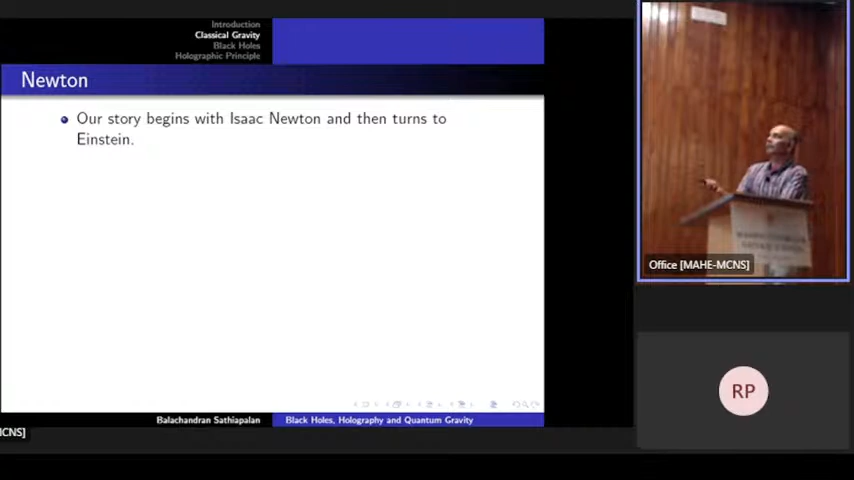 Introduction
Classical Gravity
Black Holes
Holographic Principle
Newton
Our story begins with Isaac Newton and then turns to
Einstein.
Balachandran Sathiapalan
Black Holes, Holography and Quantum Gravity
CNS]
Office [MAHE-MCNS]
RP